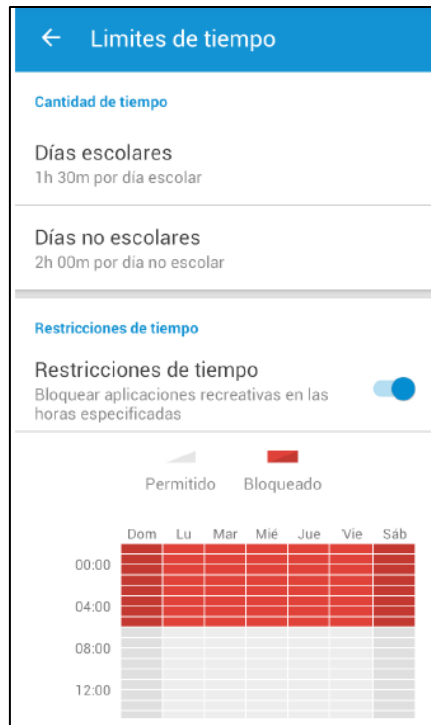 Limites de tiempo
Cantidad de tiempo
Días escolares
1h 30m por día escolar
Días no escolares
2h 00m por día no escolar
Restricciones de tiempo
Restricciones de tiempo
Bloquear aplicaciones recreativas en las
horas especificadas
Permitido Bloqueado
Dom Lu Mar Mié Jue Vie Sáb
00:00
04:00
08:00
12:00